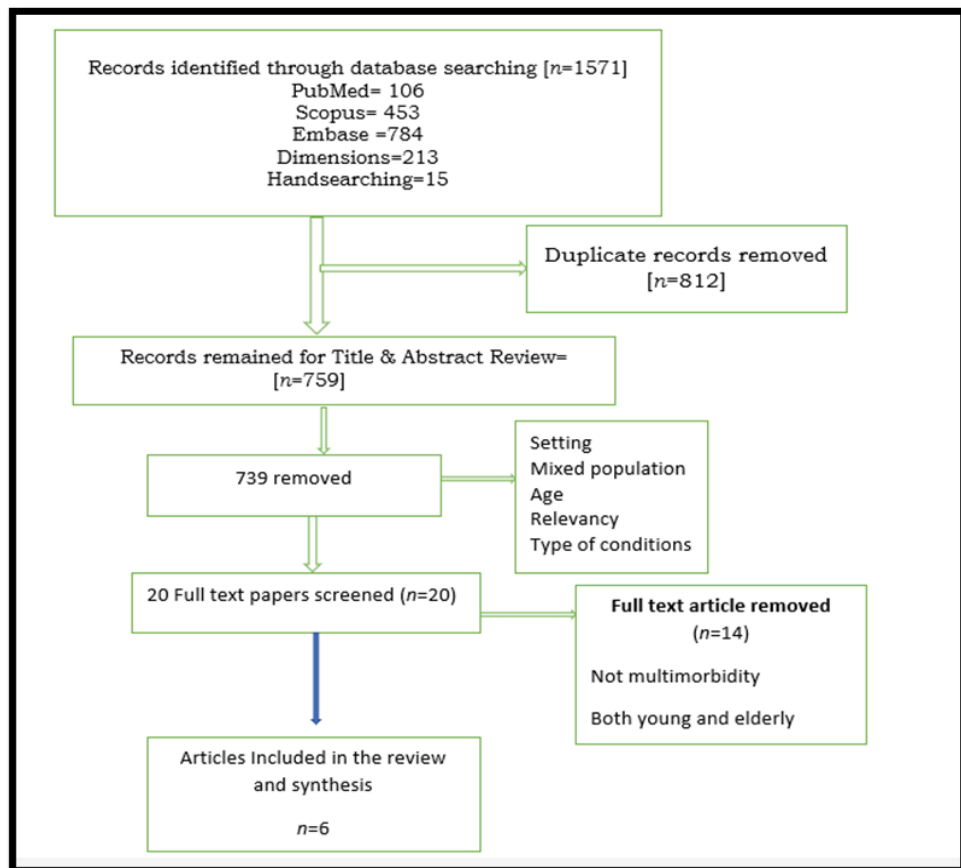 Records identified through database searching [n=1571]
PubMed= 106
Scopus= 453
Embase =784
Dimensions=213
Handsearching=15
Duplicate records removed
[n=812]
Records remained for Title & Abstract Review=
[n=759]
739 removed
Setting
Mixed population
Age
Relevancy
Type of conditions
20 Full text papers screened (n=20)
Full text article removed
(n=14)
Not multimorbidity
Both young and elderly
Articles Included in the review
and synthesis
n=6